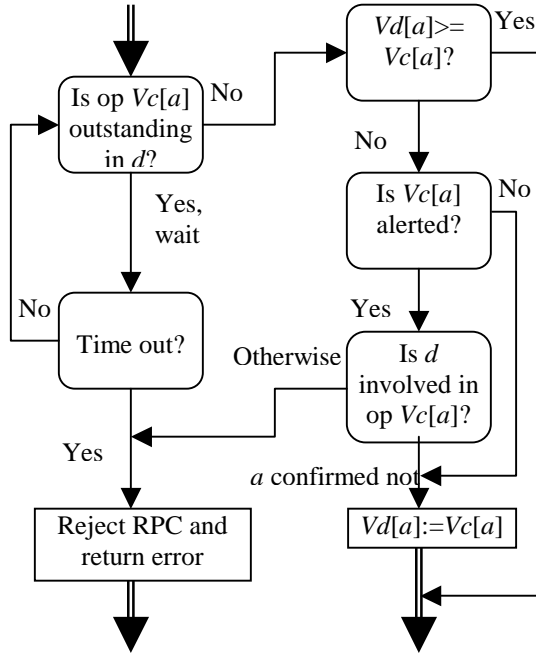 Is op Vc[a]
outstanding
in d?
No
Yes,
wait
No
Time out?
Yes
Reject RPC and
return error
Vd[a]>=
Vc[a]?
Yes
No
Is Vc[a]
alerted?
No
Yes
Otherwise
Is d
involved in
op Vc[a]?
a confirmed not
Vd[a]:=Vc[a]